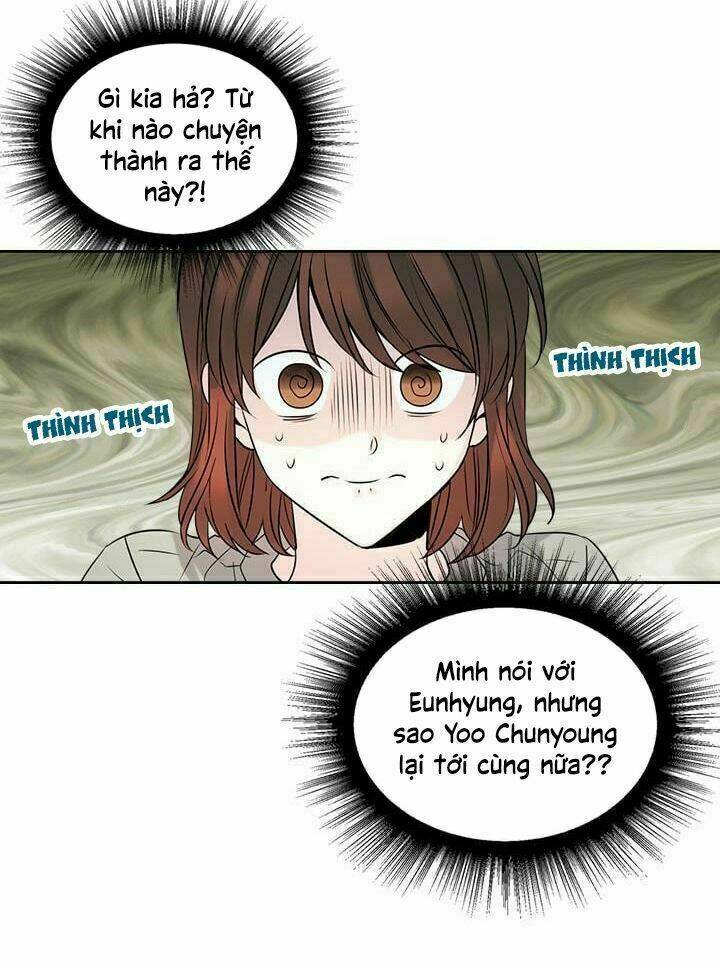 Gì kia hả? Từ
khi nào chuyện
thành ra thế
này?!
THÌNH THỊCH
THÌNH THỊCH
Mình nói với
Eunhyung, nhưng
sao Yoo Chunyoung
lại tới cùng nữa??